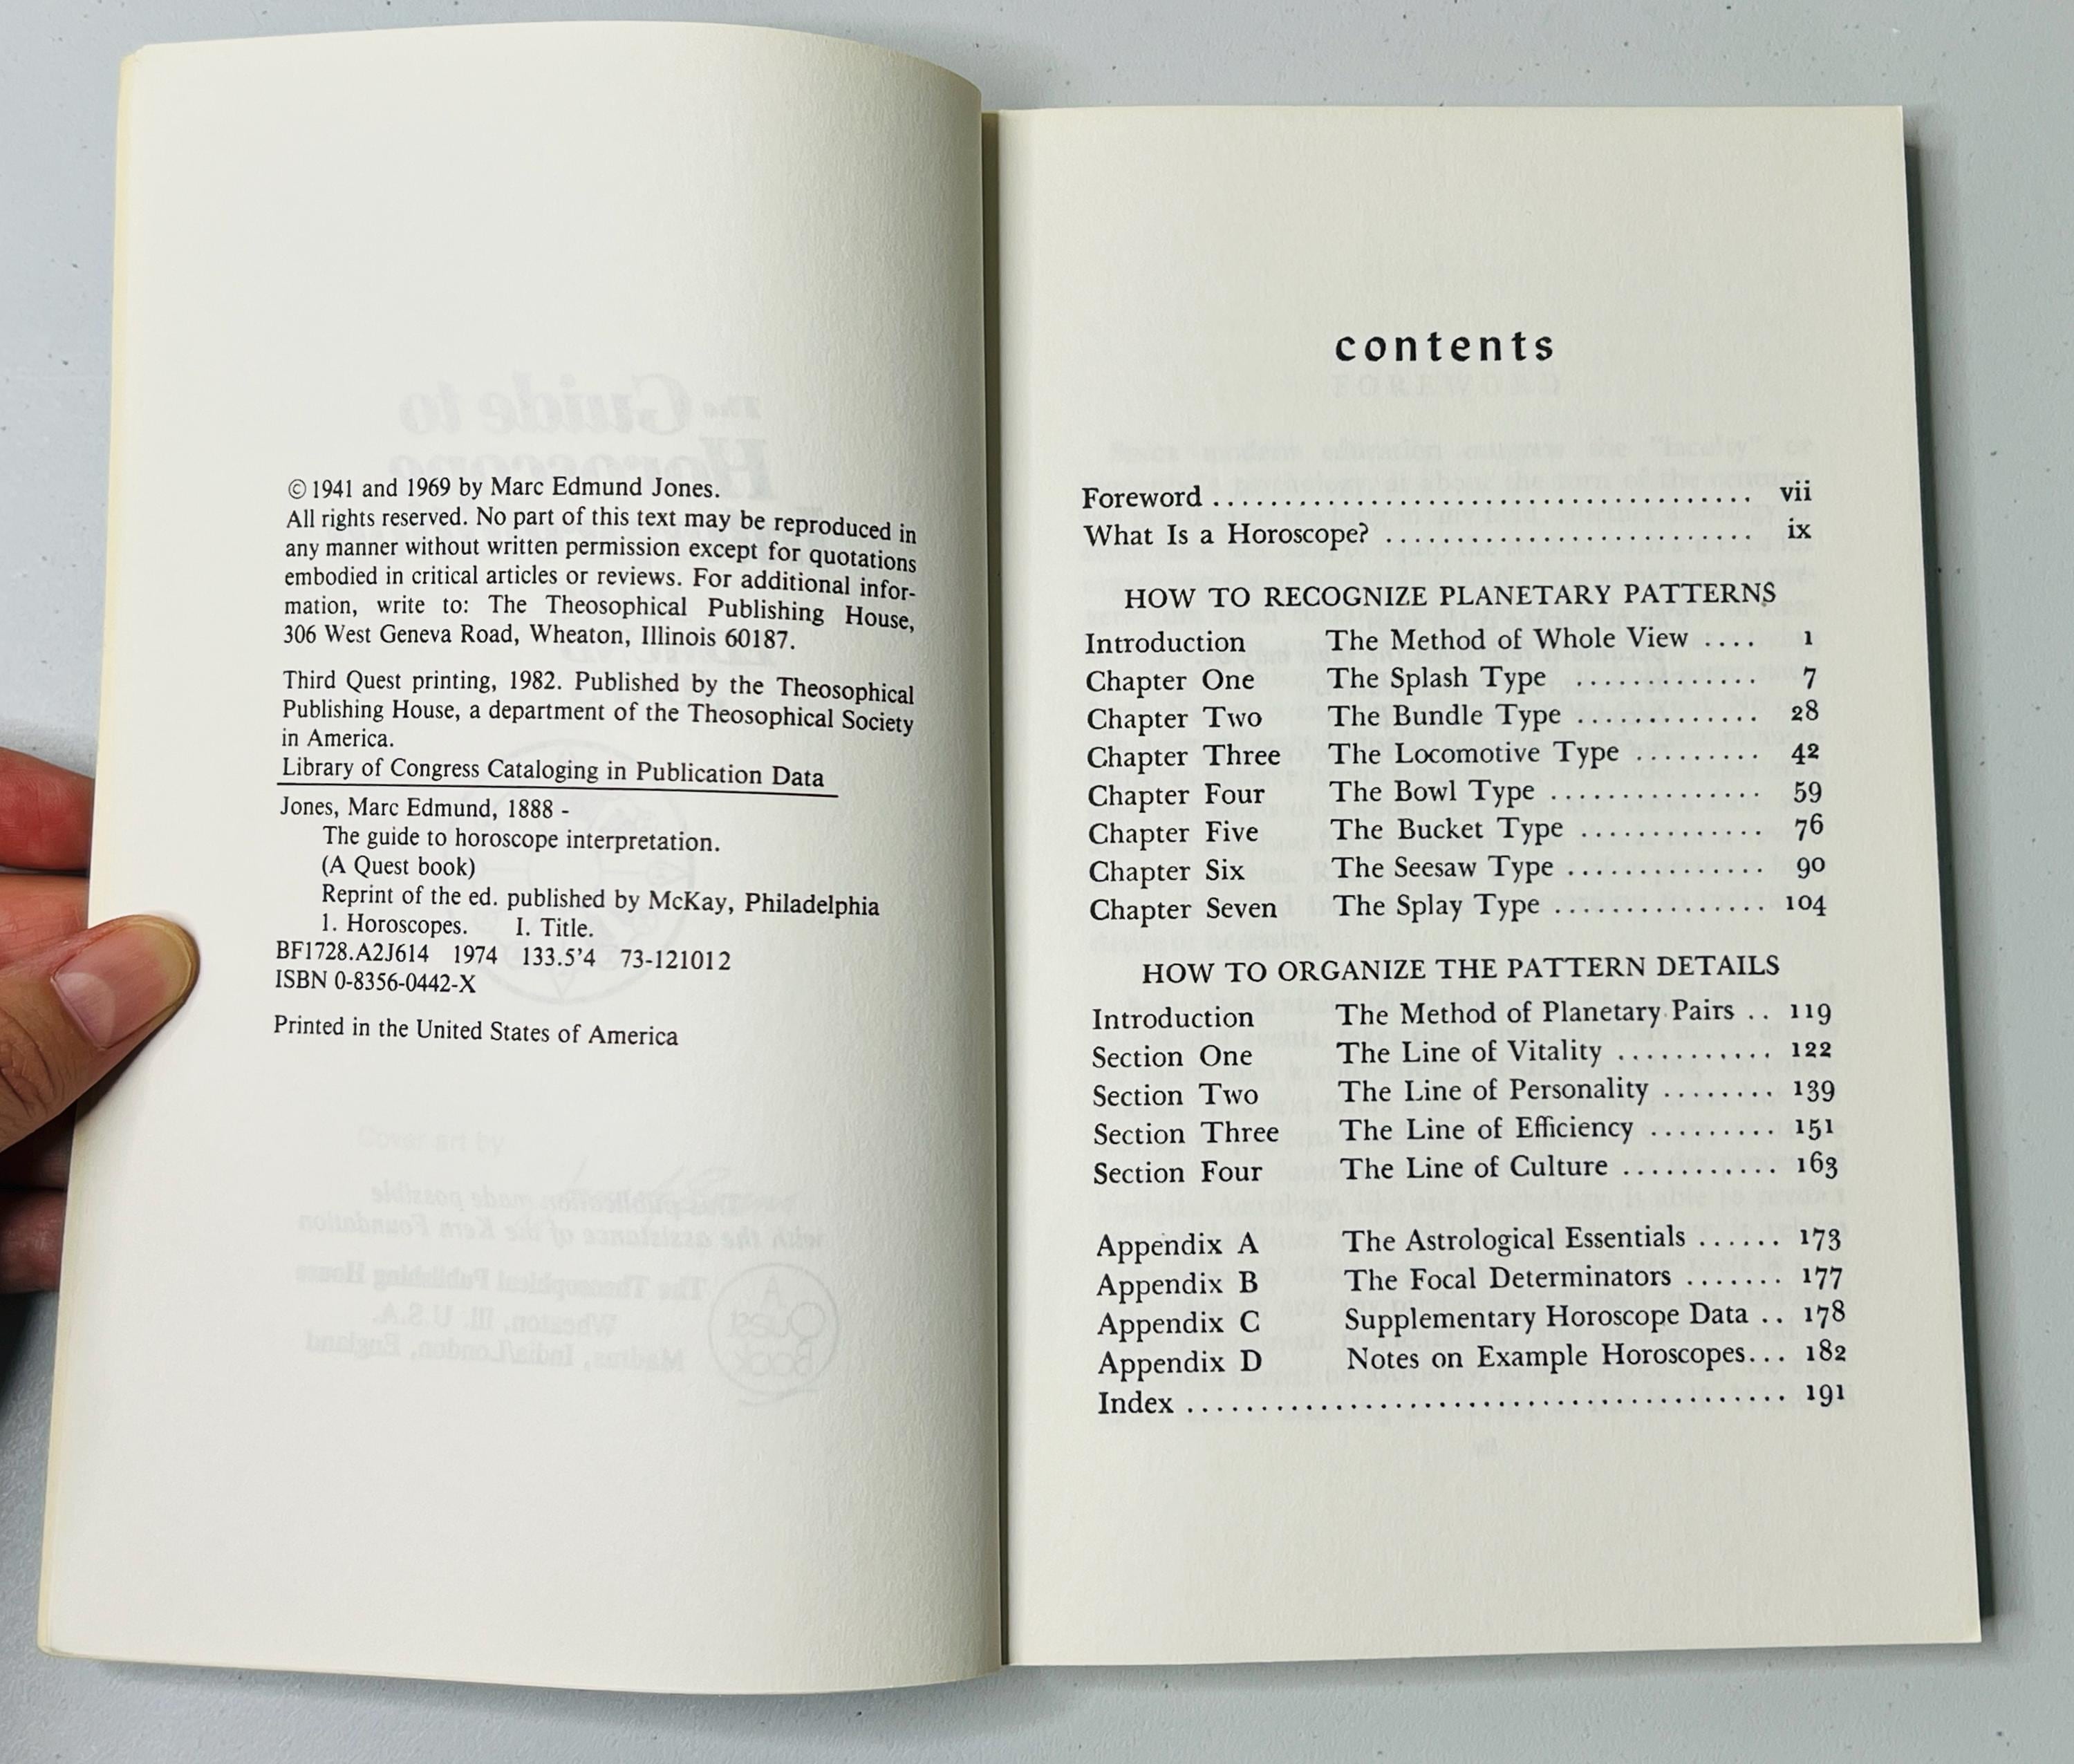 © 1941 and 1969 by Marc Edmund Jones.
All rights reserved. No part of this text may be reproduced in
any manner without written permission except for quotations
embodied in critical articles or reviews. For additional infor-
mation, write to: The Theosophical Publishing House,
306 West Geneva Road, Wheaton, Illinois 60187.
Third Quest printing, 1982. Published by the Theosophical
Publishing House, a department of the Theosophical Society
in America.
Library of Congress Cataloging in Publication Data
Jones, Marc Edmund, 1888 -
The guide to horoscope interpretation.
(A Quest book)
Reprint of the ed. published by McKay, Philadelphia
1. Horoscopes. I. Title.
BF1728.A2J614 1974 133.5'4 73-121012
ISBN 0-8356-0442-X
Printed in the United States of America
contents
Foreword ...................................... vii
What Is a Horoscope? .......................... ix
HOW TO RECOGNIZE PLANETARY PATTERNS
Introduction The Method of Whole View .... 1
Chapter One The Splash Type ............. 7
Chapter Two The Bundle Type ............. 28
Chapter Three The Locomotive Type ......... 42
Chapter Four The Bowl Type ............... 59
Chapter Five The Bucket Type ............. 76
Chapter Six The Seesaw Type .............. 90
Chapter Seven The Splay Type ............... 104
HOW TO ORGANIZE THE PATTERN DETAILS
Introduction The Method of Planetary Pairs .. 119
Section One The Line of Vitality ........... 122
Section Two The Line of Personality ........ 139
Section Three The Line of Efficiency ......... 151
Section Four The Line of Culture ........... 163
Appendix A The Astrological Essentials ...... 173
Appendix B The Focal Determinators ....... 177
Appendix C Supplementary Horoscope Data .. 178
Appendix D Notes on Example Horoscopes... 182
Index ......................................... 191